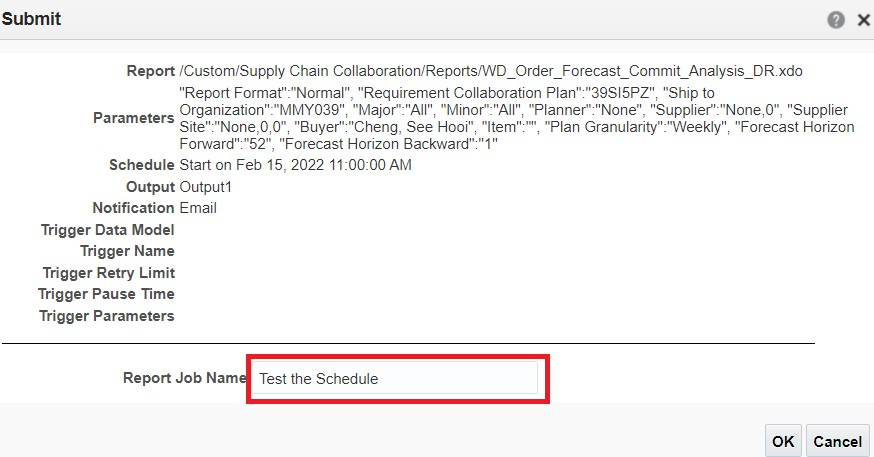 Submit
Report /Custom/Supply Chain Collaboration/Reports/WD_Order_Forecast_Commit_Analysis_DR.xdo
"Report Format":"Normal", "Requirement Collaboration Plan":"39SI5PZ", "Ship to
Organization":"MMY039", "Major":"All", "Minor":"All", "Planner":"None", "Supplier":"None,0", "Supplier
Parameters
Site":"None,0,0", "Buyer":"Cheng, See Hooi", "Item":"", "Plan Granularity":"Weekly", "Forecast Horizon
Forward":"52", "Forecast Horizon Backward":"1"
Schedule Start on Feb 15, 2022 11:00:00 AM
Output Output1
Notification Email
Trigger Data Model
Trigger Name
Trigger Retry Limit
Trigger Pause Time
Trigger Parameters
Report Job Name Test the Schedule
OK Cancel